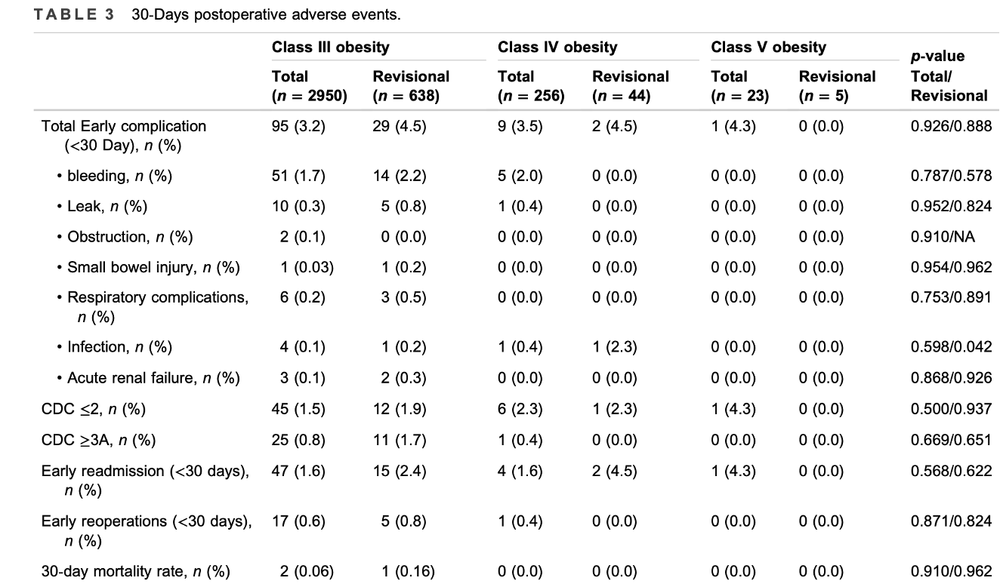 TABLE 3 30-Days postoperative adverse events.
Class III obesity Class IV obesity Class V obesity p-value Total/Revisional
Total (n = 2950) Revisional (n = 638) Total (n = 256) Revisional (n = 44) Total (n = 23) Revisional (n = 5)
Total Early complication (<30 Day), n (%) 95 (3.2) 29 (4.5) 9 (3.5) 2 (4.5) 1 (4.3) 0 (0.0) 0.926/0.888
• bleeding, n (%) 51 (1.7) 14 (2.2) 5 (2.0) 0 (0.0) 0 (0.0) 0 (0.0) 0.787/0.578
• Leak, n (%) 10 (0.3) 5 (0.8) 1 (0.4) 0 (0.0) 0 (0.0) 0 (0.0) 0.952/0.824
• Obstruction, n (%) 2 (0.1) 0 (0.0) 0 (0.0) 0 (0.0) 0 (0.0) 0 (0.0) 0.910/NA
• Small bowel injury, n (%) 1 (0.03) 1 (0.2) 0 (0.0) 0 (0.0) 0 (0.0) 0 (0.0) 0.954/0.962
• Respiratory complications, n (%) 6 (0.2) 3 (0.5) 0 (0.0) 0 (0.0) 0 (0.0) 0 (0.0) 0.753/0.891
• Infection, n (%) 4 (0.1) 1 (0.2) 1 (0.4) 1 (2.3) 0 (0.0) 0 (0.0) 0.598/0.042
• Acute renal failure, n (%) 3 (0.1) 2 (0.3) 0 (0.0) 0 (0.0) 0 (0.0) 0 (0.0) 0.868/0.926
CDC ≤2, n (%) 45 (1.5) 12 (1.9) 6 (2.3) 1 (2.3) 1 (4.3) 0 (0.0) 0.500/0.937
CDC ≥3A, n (%) 25 (0.8) 11 (1.7) 1 (0.4) 0 (0.0) 0 (0.0) 0 (0.0) 0.669/0.651
Early readmission (<30 days), n (%) 47 (1.6) 15 (2.4) 4 (1.6) 2 (4.5) 1 (4.3) 0 (0.0) 0.568/0.622
Early reoperations (<30 days), n (%) 17 (0.6) 5 (0.8) 1 (0.4) 0 (0.0) 0 (0.0) 0 (0.0) 0.871/0.824
30-day mortality rate, n (%) 2 (0.06) 1 (0.16) 0 (0.0) 0 (0.0) 0 (0.0) 0 (0.0) 0.910/0.962